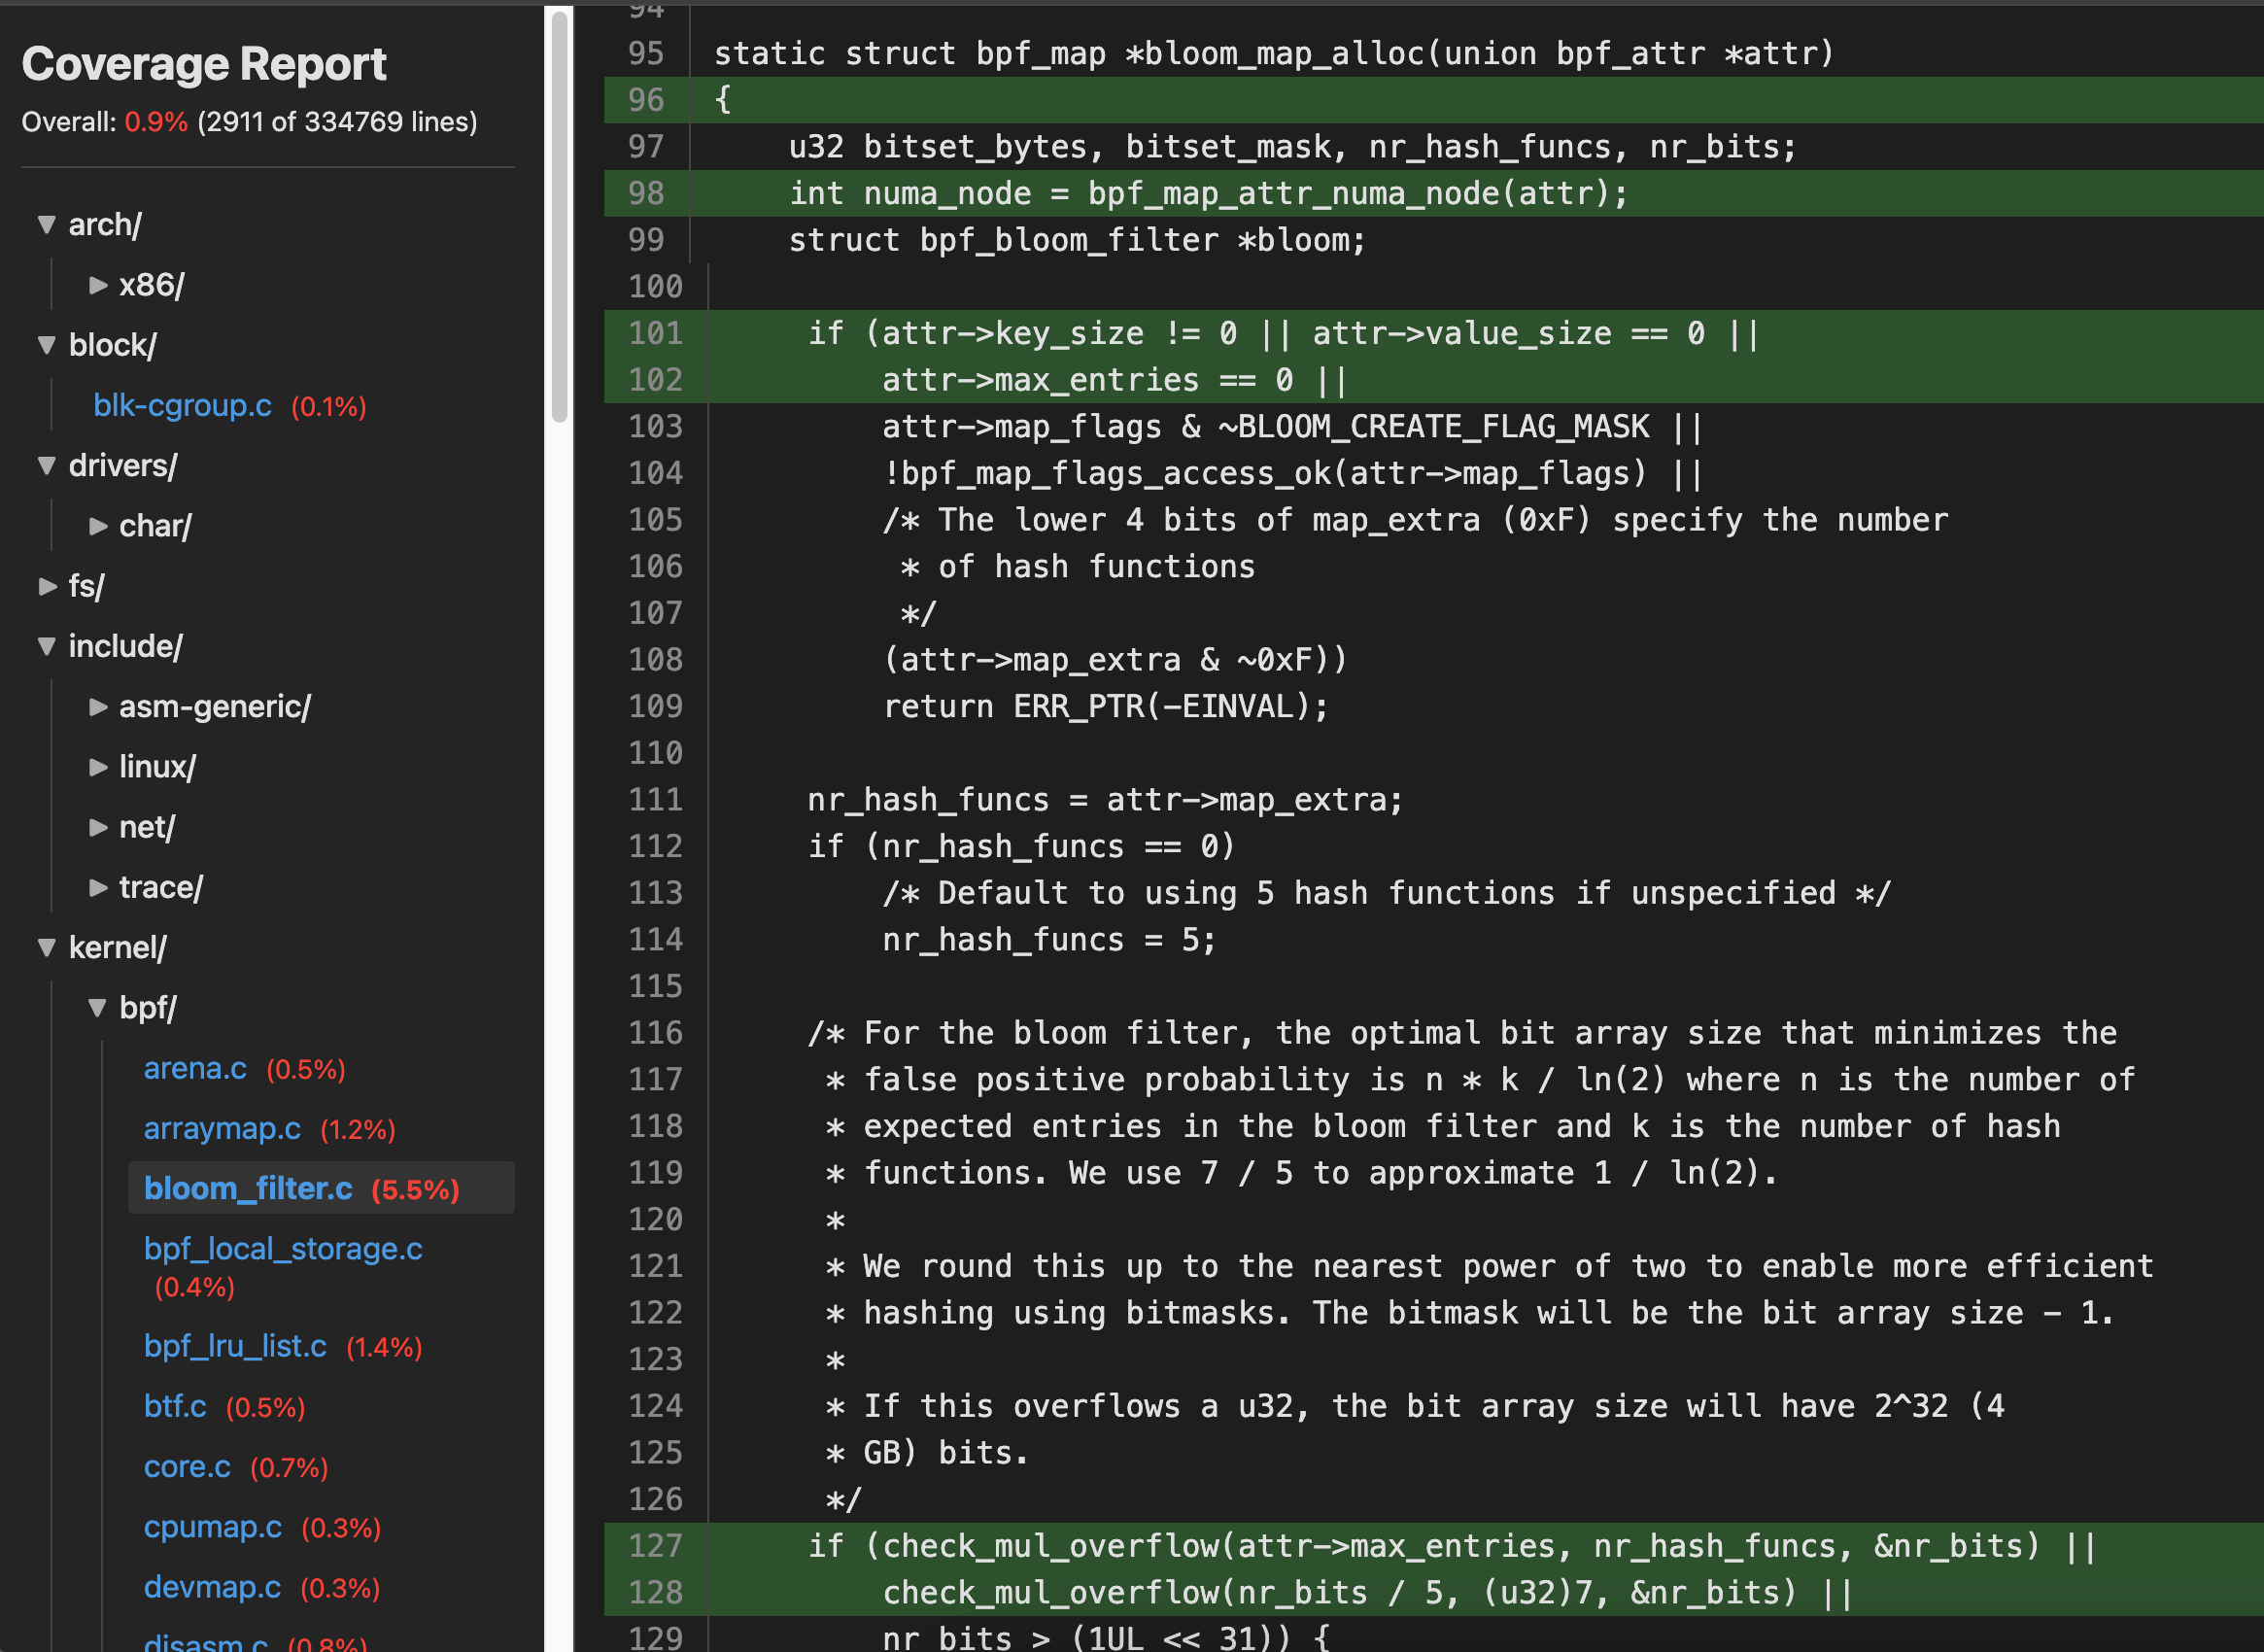 Coverage Report
Overall: 0.9% (2911 of 334769 lines)
▼ arch/
▶ x86/
▼ block/
blk-cgroup.c (0.1%)
▼ drivers/
▶ char/
▶ fs/
▼ include/
▶ asm-generic/
▶ linux/
▶ net/
▶ trace/
▼ kernel/
▼ bpf/
arena.c (0.5%)
arraymap.c (1.2%)
bloom_filter.c (5.5%)
bpf_local_storage.c
(0.4%)
bpf_lru_list.c (1.4%)
btf.c (0.5%)
core.c (0.7%)
cpumap.c (0.3%)
devmap.c (0.3%)
disasm.c (0.8%)
94
95 static struct bpf_map *bloom_map_alloc(union bpf_attr *attr)
96 {
97     u32 bitset_bytes, bitset_mask, nr_hash_funcs, nr_bits;
98     int numa_node = bpf_map_attr_numa_node(attr);
99     struct bpf_bloom_filter *bloom;
100
101     if (attr->key_size != 0 || attr->value_size == 0 ||
102         attr->max_entries == 0 ||
103         attr->map_flags & ~BLOOM_CREATE_FLAG_MASK ||
104         !bpf_map_flags_access_ok(attr->map_flags) ||
105         /* The lower 4 bits of map_extra (0xF) specify the number
106          * of hash functions
107          */
108         (attr->map_extra & ~0xF))
109         return ERR_PTR(-EINVAL);
110
111     nr_hash_funcs = attr->map_extra;
112     if (nr_hash_funcs == 0)
113         /* Default to using 5 hash functions if unspecified */
114         nr_hash_funcs = 5;
115
116     /* For the bloom filter, the optimal bit array size that minimizes the
117      * false positive probability is n * k / ln(2) where n is the number of
118      * expected entries in the bloom filter and k is the number of hash
119      * functions. We use 7 / 5 to approximate 1 / ln(2).
120      *
121      * We round this up to the nearest power of two to enable more efficient
122      * hashing using bitmasks. The bitmask will be the bit array size - 1.
123      *
124      * If this overflows a u32, the bit array size will have 2^32 (4
125      * GB) bits.
126      */
127     if (check_mul_overflow(attr->max_entries, nr_hash_funcs, &nr_bits) ||
128         check_mul_overflow(nr_bits / 5, (u32)7, &nr_bits) ||
129         nr_bits > (1UL << 31)) {